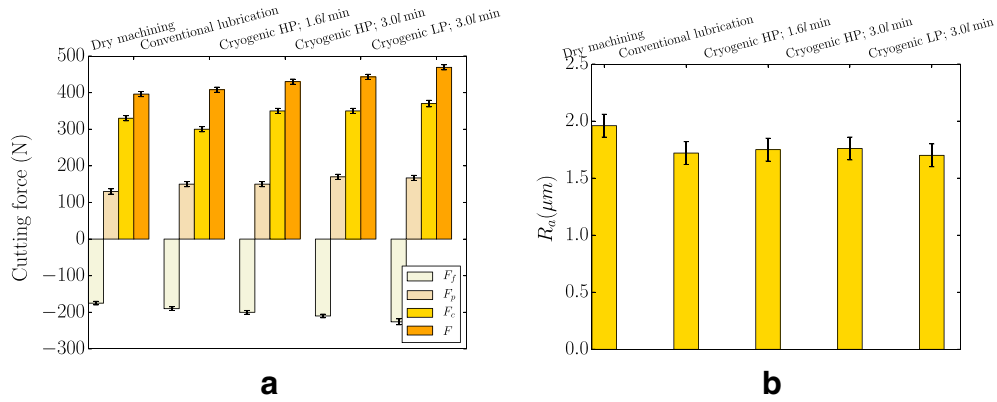 Dry machining
Conventional lubrication
Cryogenic HP; 1.6l min
Cryogenic HP; 3.0l min
Cryogenic LP; 3.0l min
500
400
300
200
100
0
−100
−200
−300
Cutting force (N)
F_f
F_p
F_c
F
a
Dry machining
Conventional lubrication
Cryogenic HP; 1.6l min
Cryogenic HP; 3.0l min
Cryogenic LP; 3.0l min
2.5
2.0
1.5
1.0
0.5
0.0
R_a(μm)
b